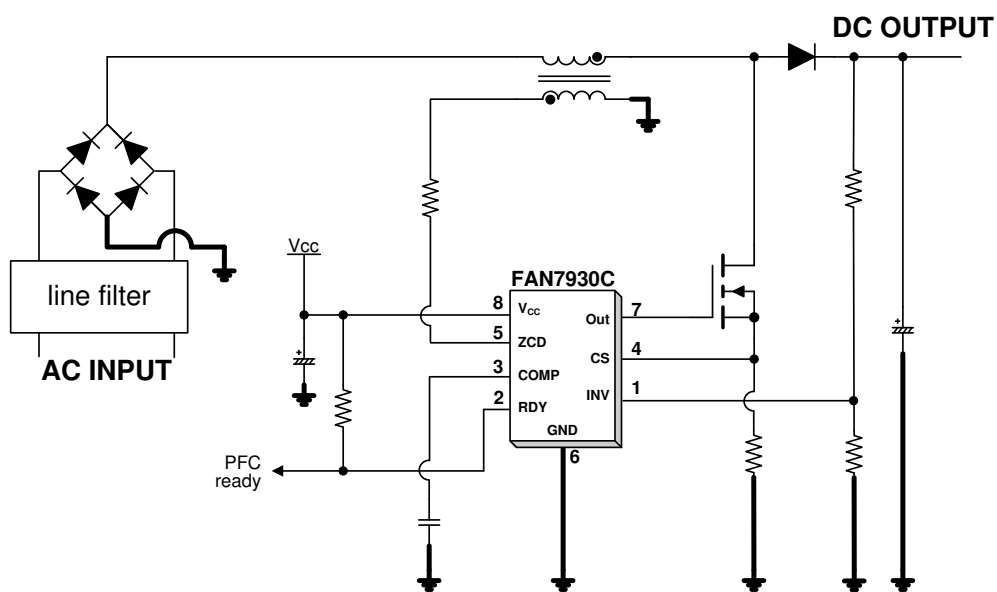 DC OUTPUT
Vcc
FAN7930C
line filter
8 VCC
Out 7
5 ZCD
CS 4
AC INPUT
3 COMP
INV 1
2 RDY
GND
6
PFC
ready
+
+